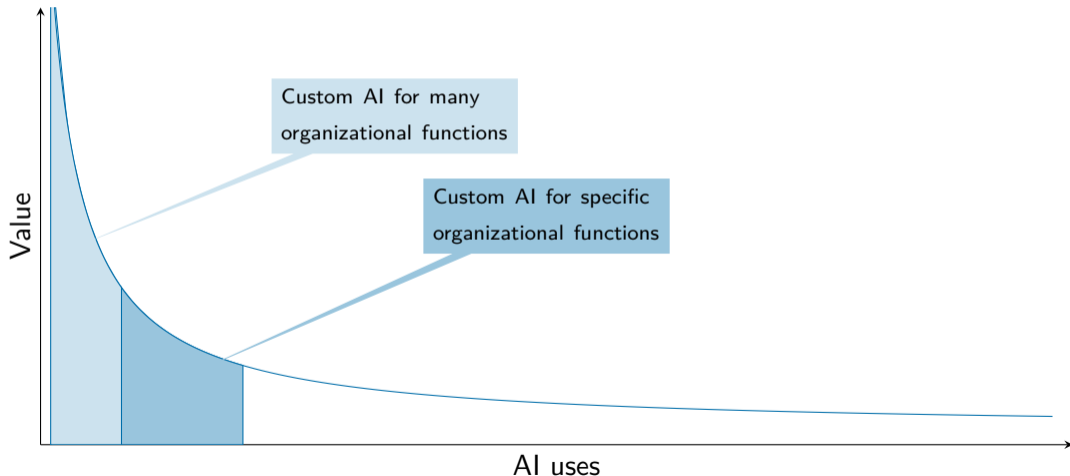 Custom AI for many
organizational functions
Custom AI for specific
organizational functions
Value
AI uses